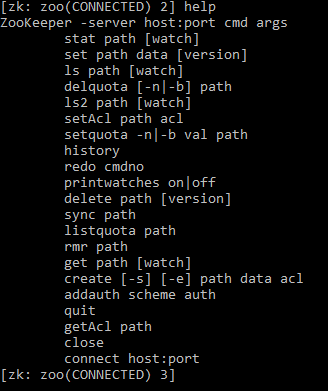 [zk: zoo(CONNECTED) 2] help
ZooKeeper -server host:port cmd args
stat path [watch]
set path data [version]
ls path [watch]
delquota [-n|-b] path
ls2 path [watch]
setAcl path acl
setquota -n|-b val path
history
redo cmdno
printwatches on|off
delete path [version]
sync path
listquota path
rmr path
get path [watch]
create [-s] [-e] path data acl
addauth scheme auth
quit
getAcl path
close
connect host:port
[zk: zoo(CONNECTED) 3]